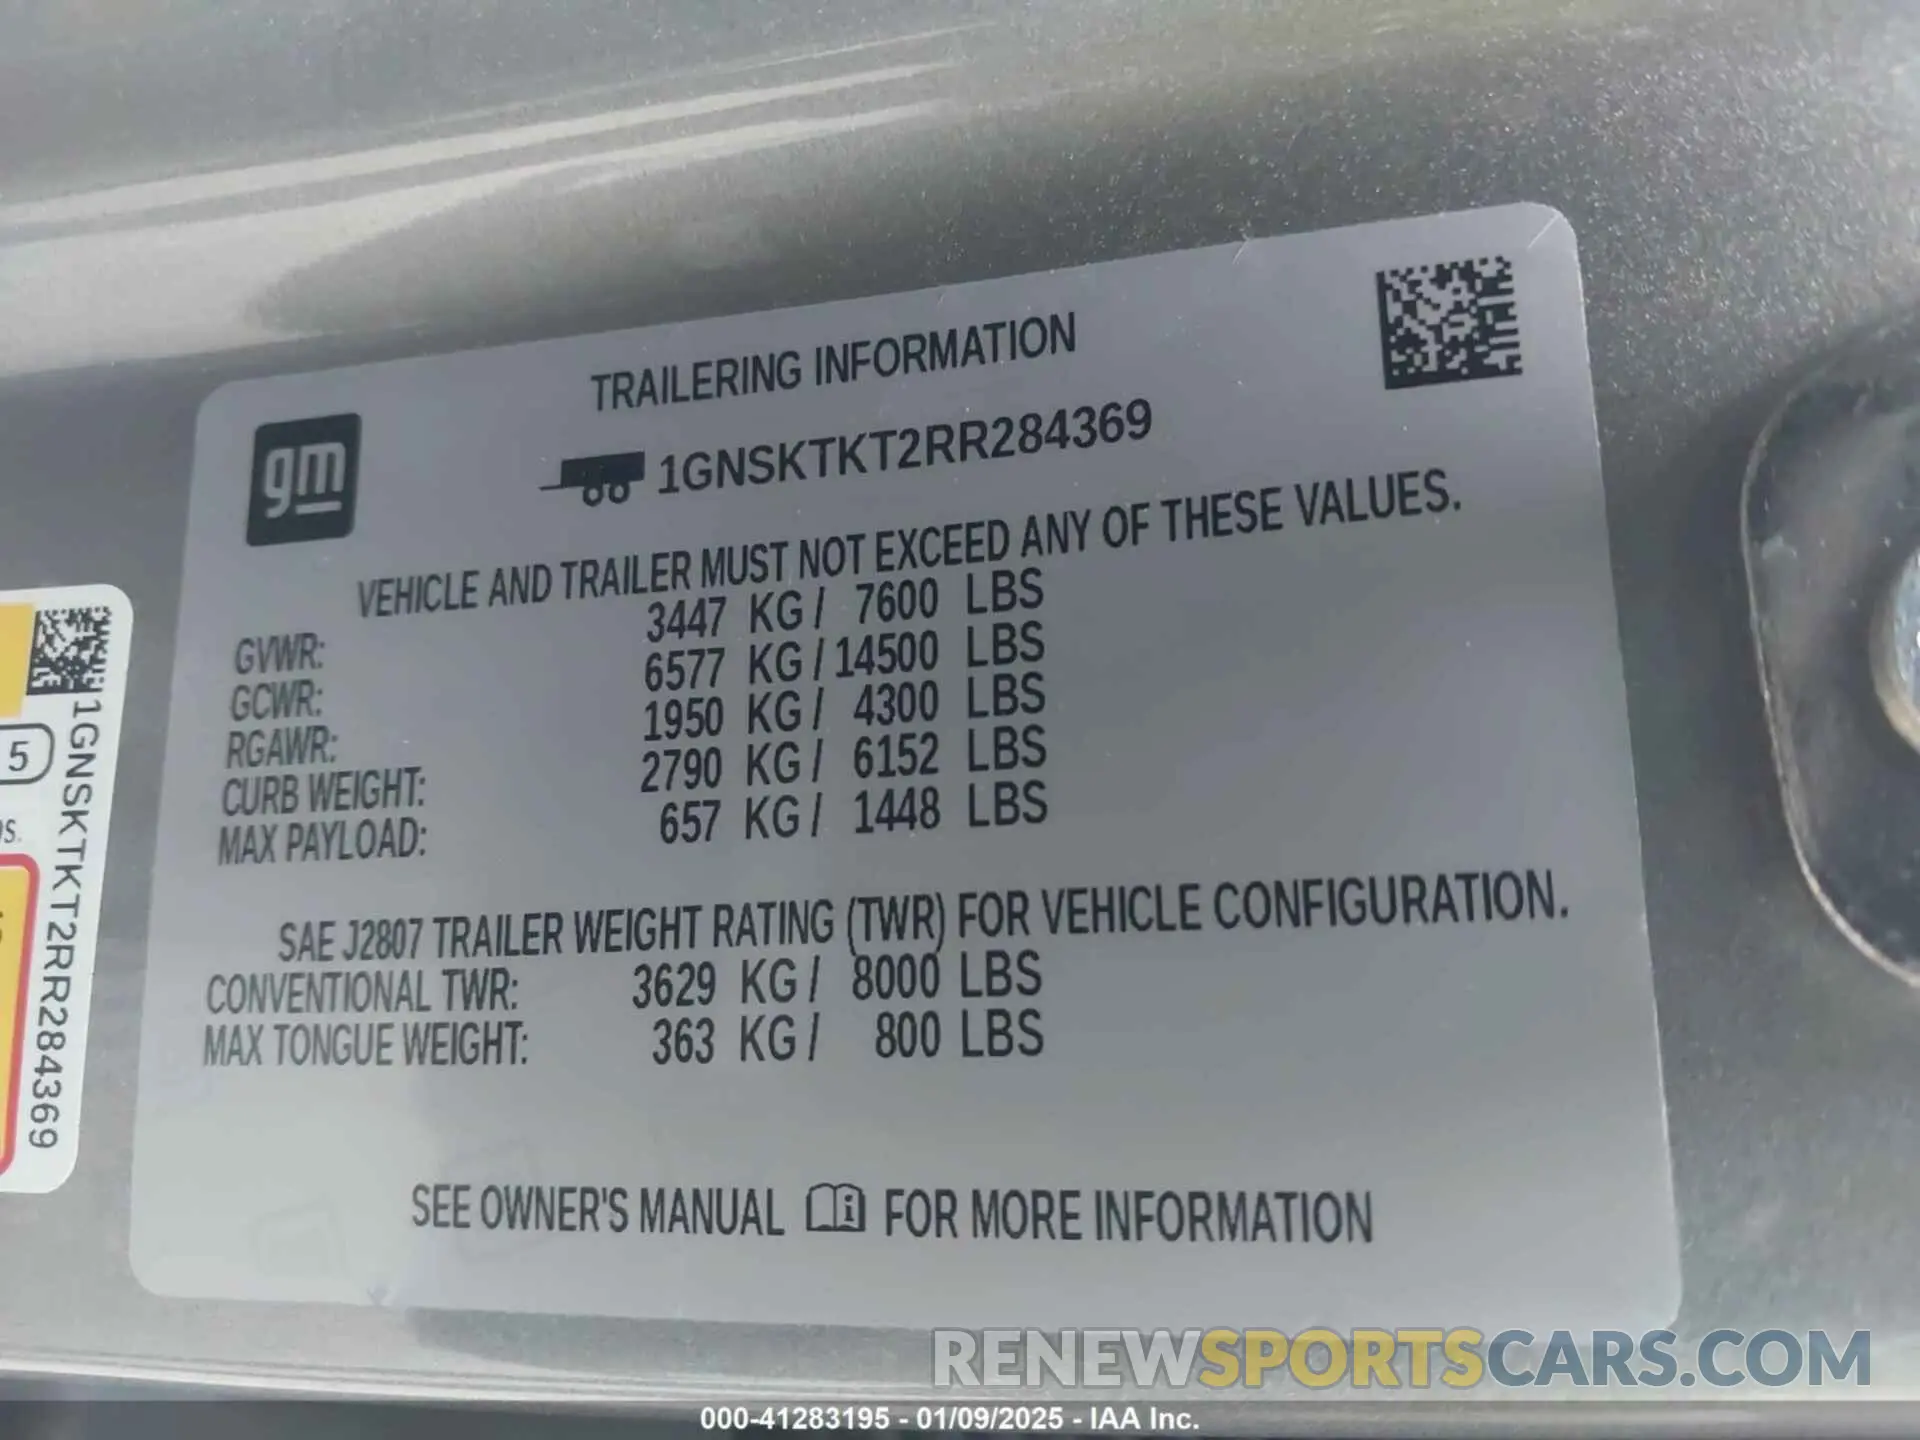 TRAILERING INFORMATION
gm
1GNSKTKT2RR284369
VEHICLE AND TRAILER MUST NOT EXCEED ANY OF THESE VALUES.
GVWR: 3447 KG / 7600 LBS
GCWR: 6577 KG / 14500 LBS
RGAWR: 1950 KG / 4300 LBS
CURB WEIGHT: 2790 KG / 6152 LBS
MAX PAYLOAD: 657 KG / 1448 LBS
SAE J2807 TRAILER WEIGHT RATING (TWR) FOR VEHICLE CONFIGURATION.
CONVENTIONAL TWR: 3629 KG / 8000 LBS
MAX TONGUE WEIGHT: 363 KG / 800 LBS
SEE OWNER'S MANUAL i FOR MORE INFORMATION
5
1GNSKTKT2RR284369
RENEWSPORTSCARS.COM
000-41283195 - 01/09/2025 - IAA Inc.